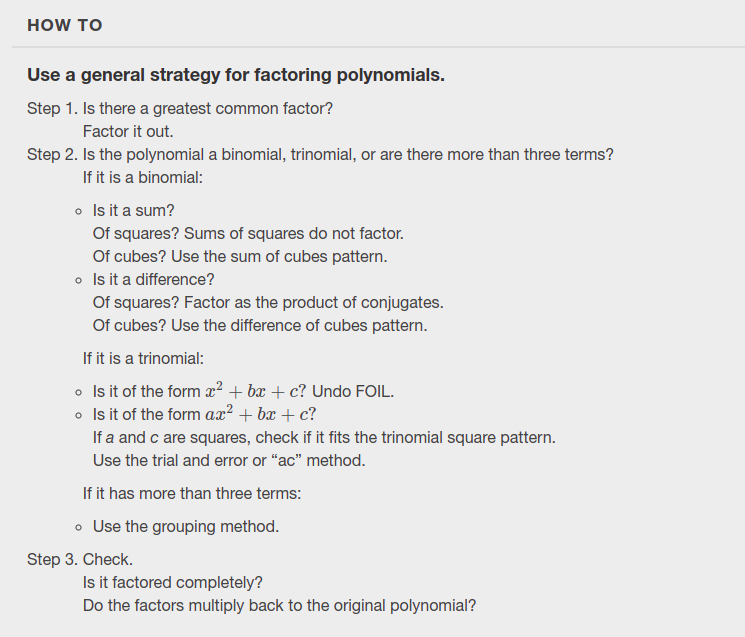 HOW TO
Use a general strategy for factoring polynomials.
Step 1. Is there a greatest common factor?
Factor it out.
Step 2. Is the polynomial a binomial, trinomial, or are there more than three terms?
If it is a binomial:
◦ Is it a sum?
Of squares? Sums of squares do not factor.
Of cubes? Use the sum of cubes pattern.
◦ Is it a difference?
Of squares? Factor as the product of conjugates.
Of cubes? Use the difference of cubes pattern.
If it is a trinomial:
◦ Is it of the form x² + bx + c? Undo FOIL.
◦ Is it of the form ax² + bx + c?
If a and c are squares, check if it fits the trinomial square pattern.
Use the trial and error or “ac” method.
If it has more than three terms:
◦ Use the grouping method.
Step 3. Check.
Is it factored completely?
Do the factors multiply back to the original polynomial?